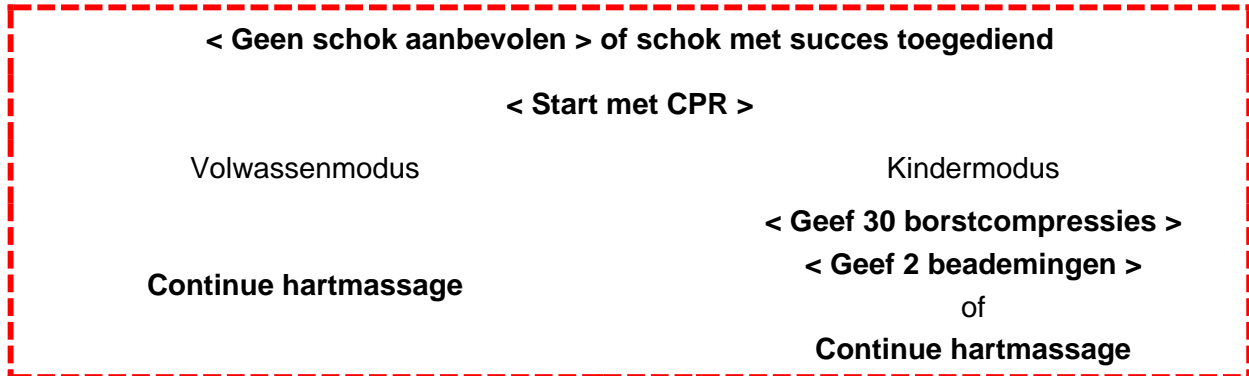 < Geen schok aanbevolen > of schok met succes toegediend
< Start met CPR >
Volwassenmodus
Kindermodus
Continue hartmassage
< Geef 30 borstcompressies >
< Geef 2 beademingen >
of
Continue hartmassage